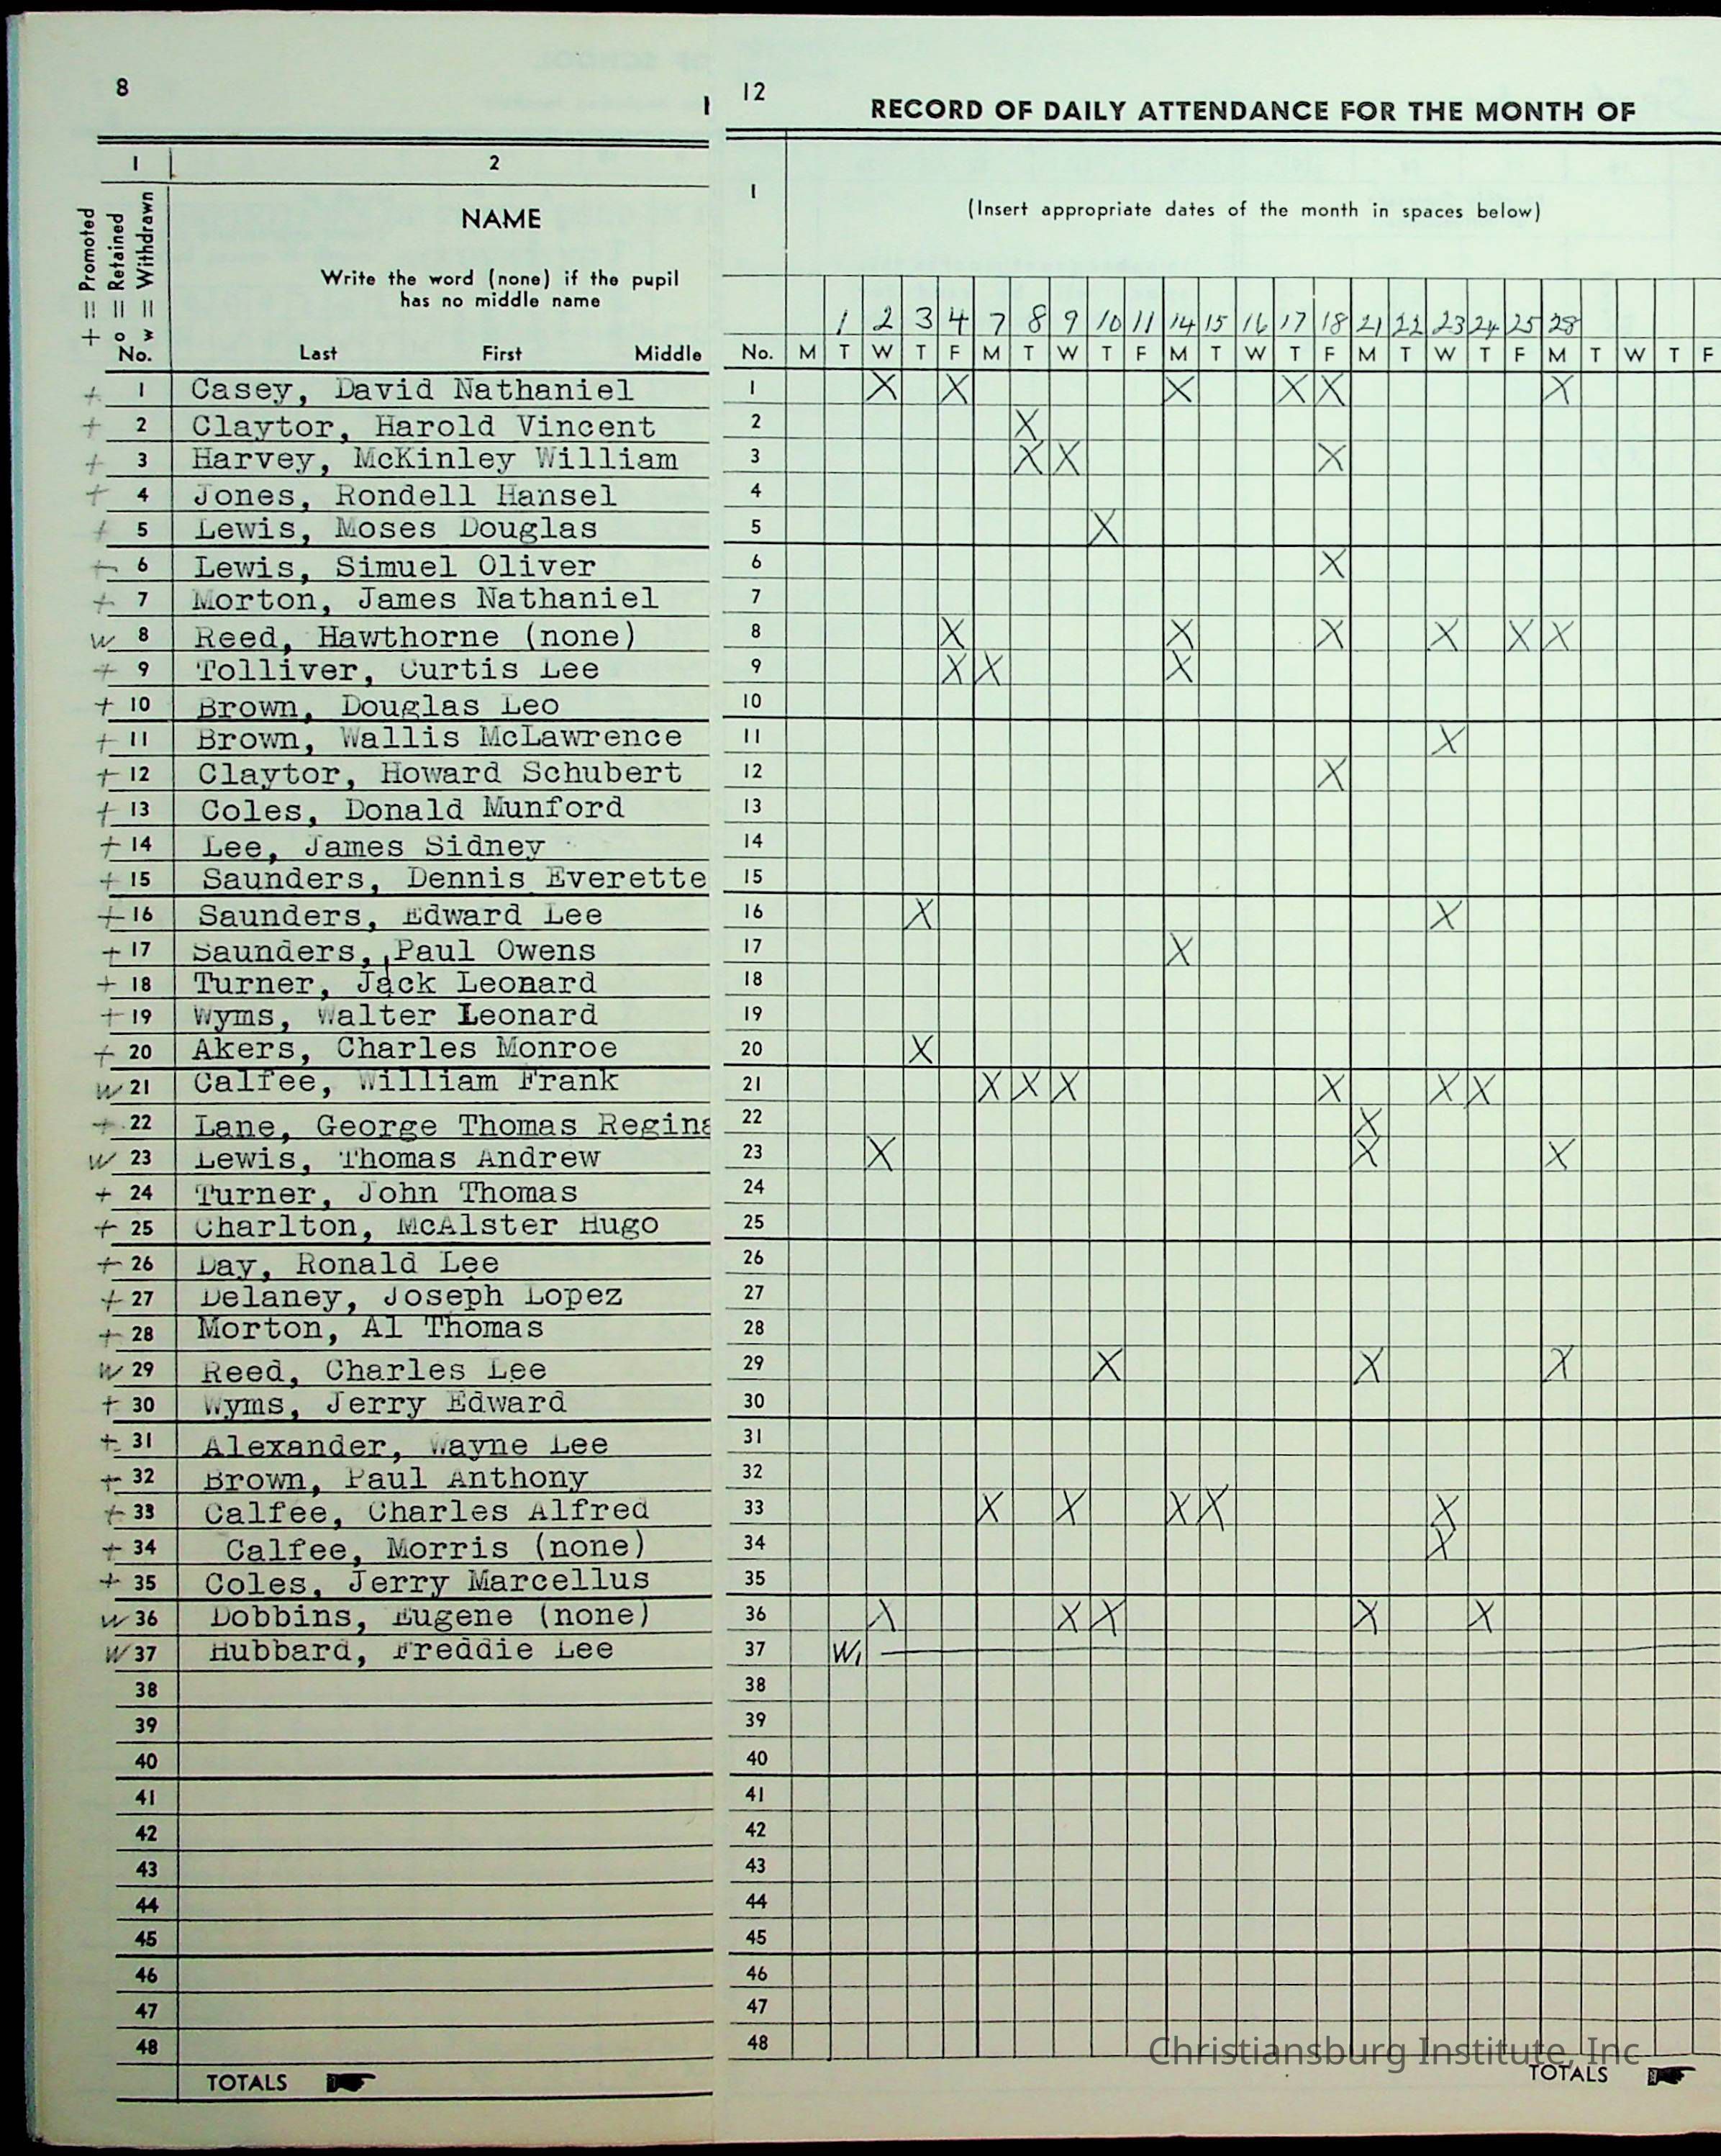 8
12
RECORD OF DAILY ATTENDANCE FOR THE MONTH OF
1 2
+ = Promoted
o = Retained
w = Withdrawn
NAME
Write the word (none) if the pupil
has no middle name
1
(Insert appropriate dates of the month in spaces below)
1 2 3 4 7 8 9 10 11 14 15 16 17 18 21 22 23 24 25 28
No. Last First Middle
No. M T W T F M T W T F M T W T F M T W T F M T W T F
+ 1 Casey, David Nathaniel 1 X X X X X X
+ 2 Claytor, Harold Vincent 2 X
+ 3 Harvey, McKinley William 3 X X X
+ 4 Jones, Rondell Hansel 4
+ 5 Lewis, Moses Douglas 5 X
+ 6 Lewis, Simuel Oliver 6 X
+ 7 Morton, James Nathaniel 7
w 8 Reed, Hawthorne (none) 8 X X X X X X
+ 9 Tolliver, Curtis Lee 9 X X X
+ 10 Brown, Douglas Leo 10
+ 11 Brown, Wallis McLawrence 11 X
+ 12 Claytor, Howard Schubert 12 X
+ 13 Coles, Donald Munford 13
+ 14 Lee, James Sidney 14
+ 15 Saunders, Dennis Everette 15
+ 16 Saunders, Edward Lee 16 X X
+ 17 Saunders, Paul Owens 17 X
+ 18 Turner, Jack Leonard 18
+ 19 Wyms, Walter Leonard 19
+ 20 Akers, Charles Monroe 20 X
w 21 Calfee, William Frank 21 X X X X X X
+ 22 Lane, George Thomas Regina 22 X
w 23 Lewis, Thomas Andrew 23 X X X
+ 24 Turner, John Thomas 24
+ 25 Charlton, McAlster Hugo 25
+ 26 Day, Ronald Lee 26
+ 27 Delaney, Joseph Lopez 27
+ 28 Morton, Al Thomas 28
w 29 Reed, Charles Lee 29 X X X
+ 30 Wyms, Jerry Edward 30
+ 31 Alexander, Wayne Lee 31
+ 32 Brown, Paul Anthony 32
+ 33 Calfee, Charles Alfred 33 X X X X X
+ 34 Calfee, Morris (none) 34 X
+ 35 Coles, Jerry Marcellus 35
w 36 Dobbins, Eugene (none) 36 X X X X X
w 37 Hubbard, Freddie Lee 37 W1
38 38
39 39
40 40
41 41
42 42
43 43
44 44
45 45
46 46
47 47
48 48
Christiansburg Institute, Inc
TOTALS TOTALS